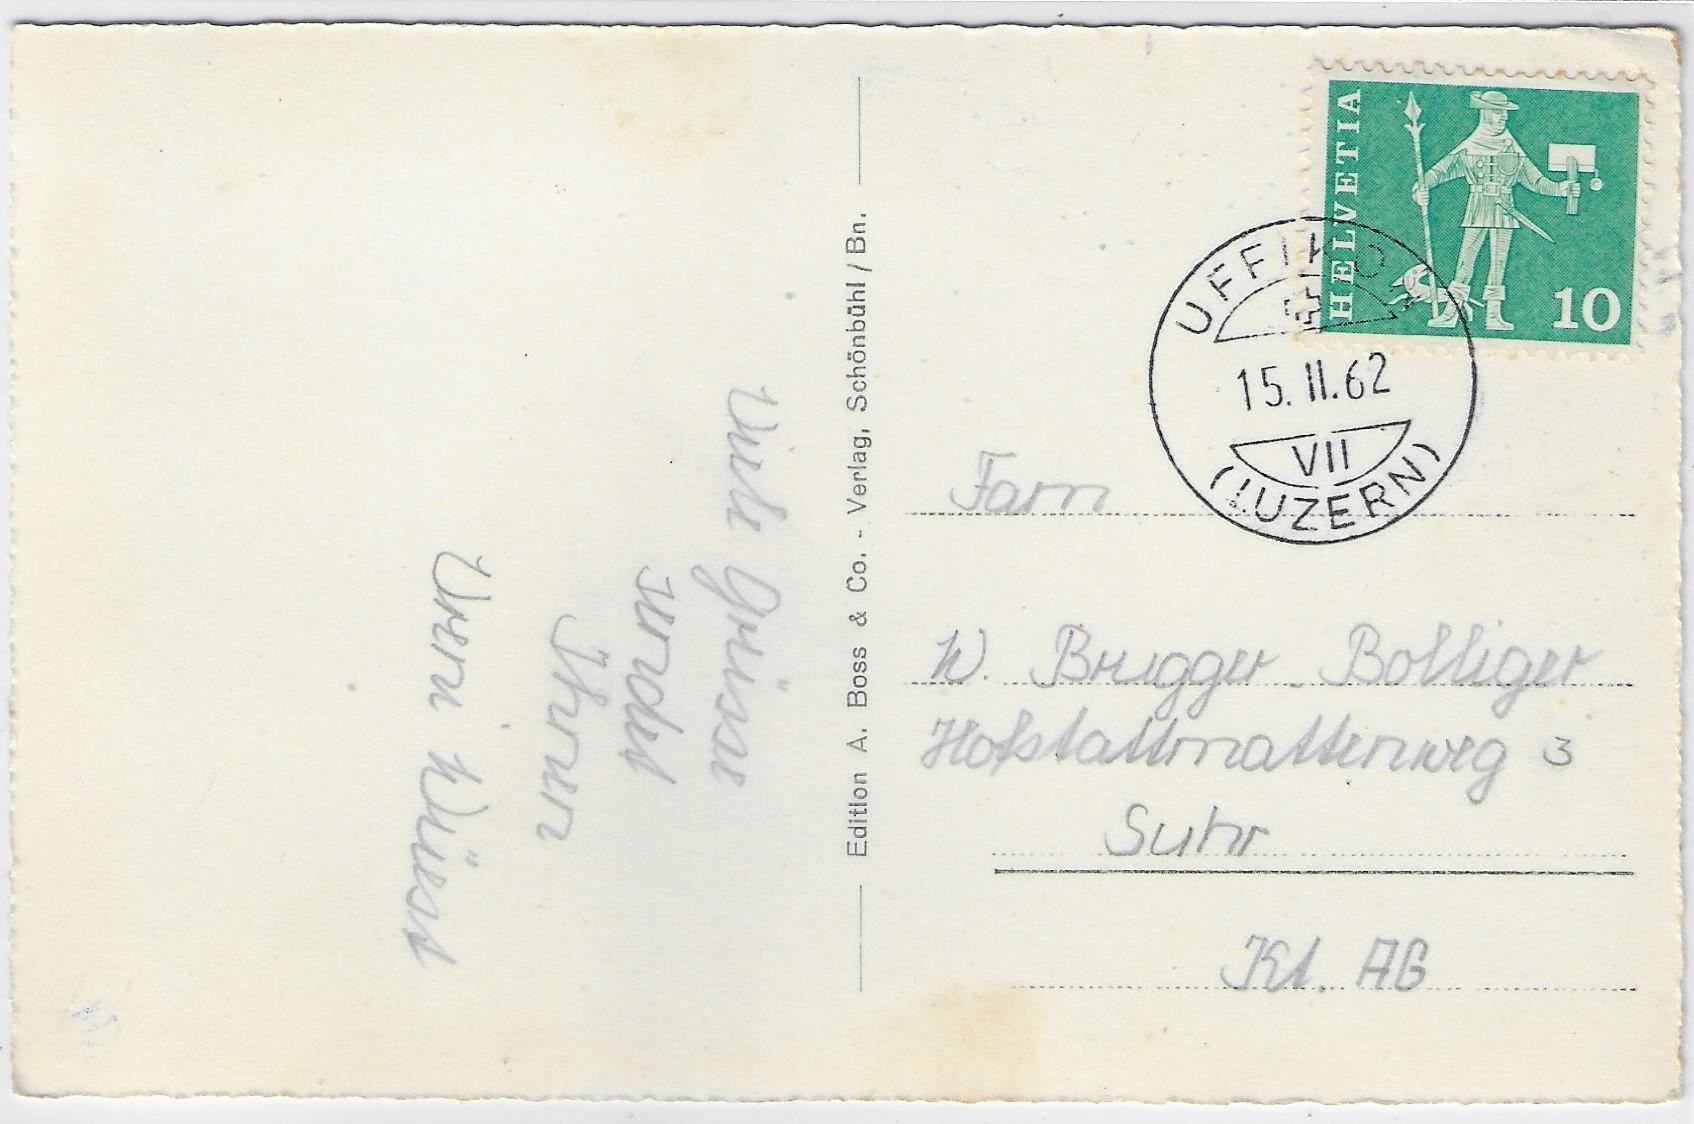 Viele Grüsse
sendet
Ihnen
Vreni Wüest
Edition A. Boss & Co. - Verlag, Schönbühl / Bn.
HELVETIA
10
UFFIKON
15. II. 62
VII
(LUZERN)
Fam
W. Brugger - Bolliger
Hofstattmattenweg 3
Suhr
Kt. AG